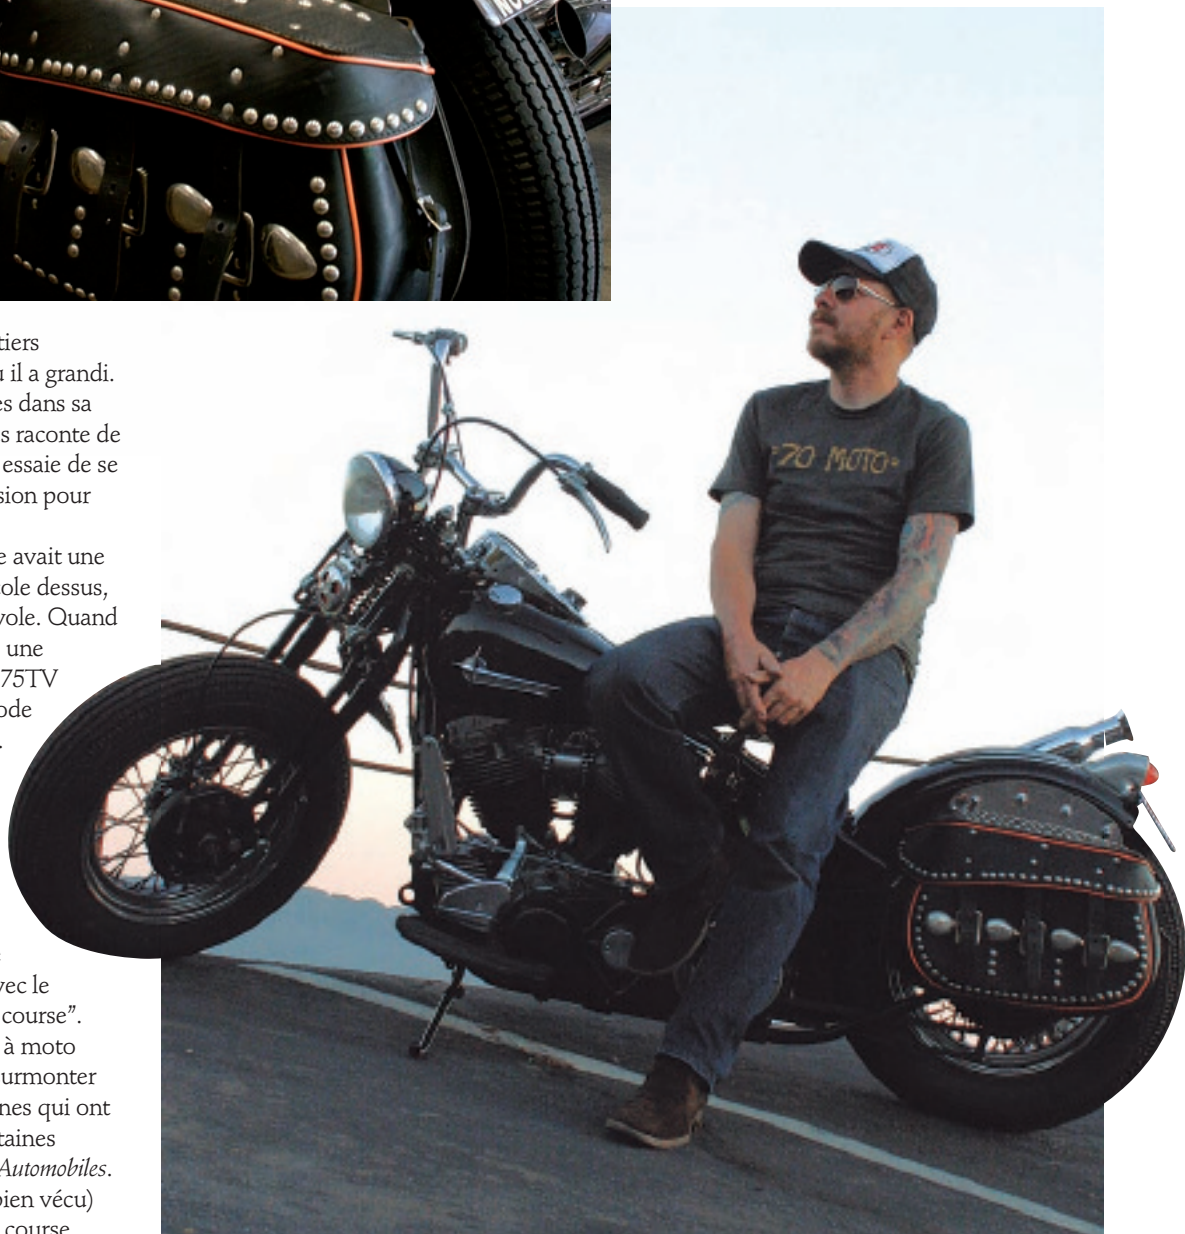 tiers
il a grandi.
es dans sa
s raconte de
essaie de se
sion pour
e avait une
ole dessus,
vole. Quand
une
75TV
ode
vec le
course”.
à moto
urmonter
nes qui ont
taines
Automobiles.
bien vécu)
course
70 MOTO